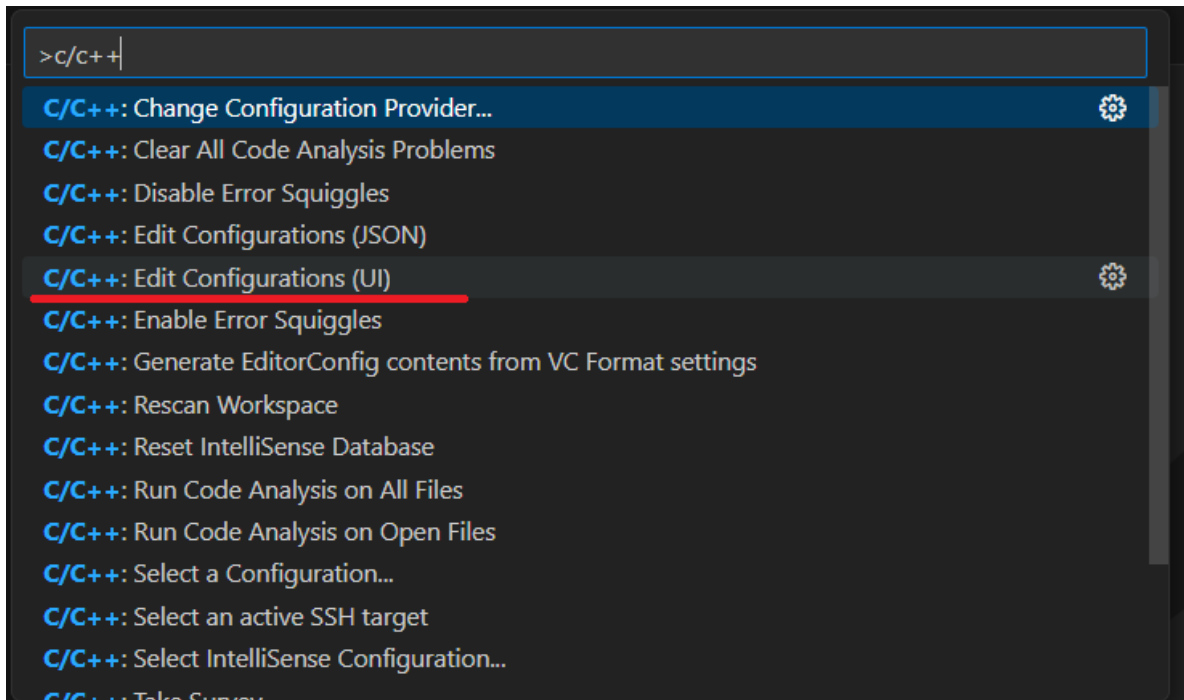 >c/c++
C/C++: Change Configuration Provider...
C/C++: Clear All Code Analysis Problems
C/C++: Disable Error Squiggles
C/C++: Edit Configurations (JSON)
C/C++: Edit Configurations (UI)
C/C++: Enable Error Squiggles
C/C++: Generate EditorConfig contents from VC Format settings
C/C++: Rescan Workspace
C/C++: Reset IntelliSense Database
C/C++: Run Code Analysis on All Files
C/C++: Run Code Analysis on Open Files
C/C++: Select a Configuration...
C/C++: Select an active SSH target
C/C++: Select IntelliSense Configuration...
C/C++: Take Survey